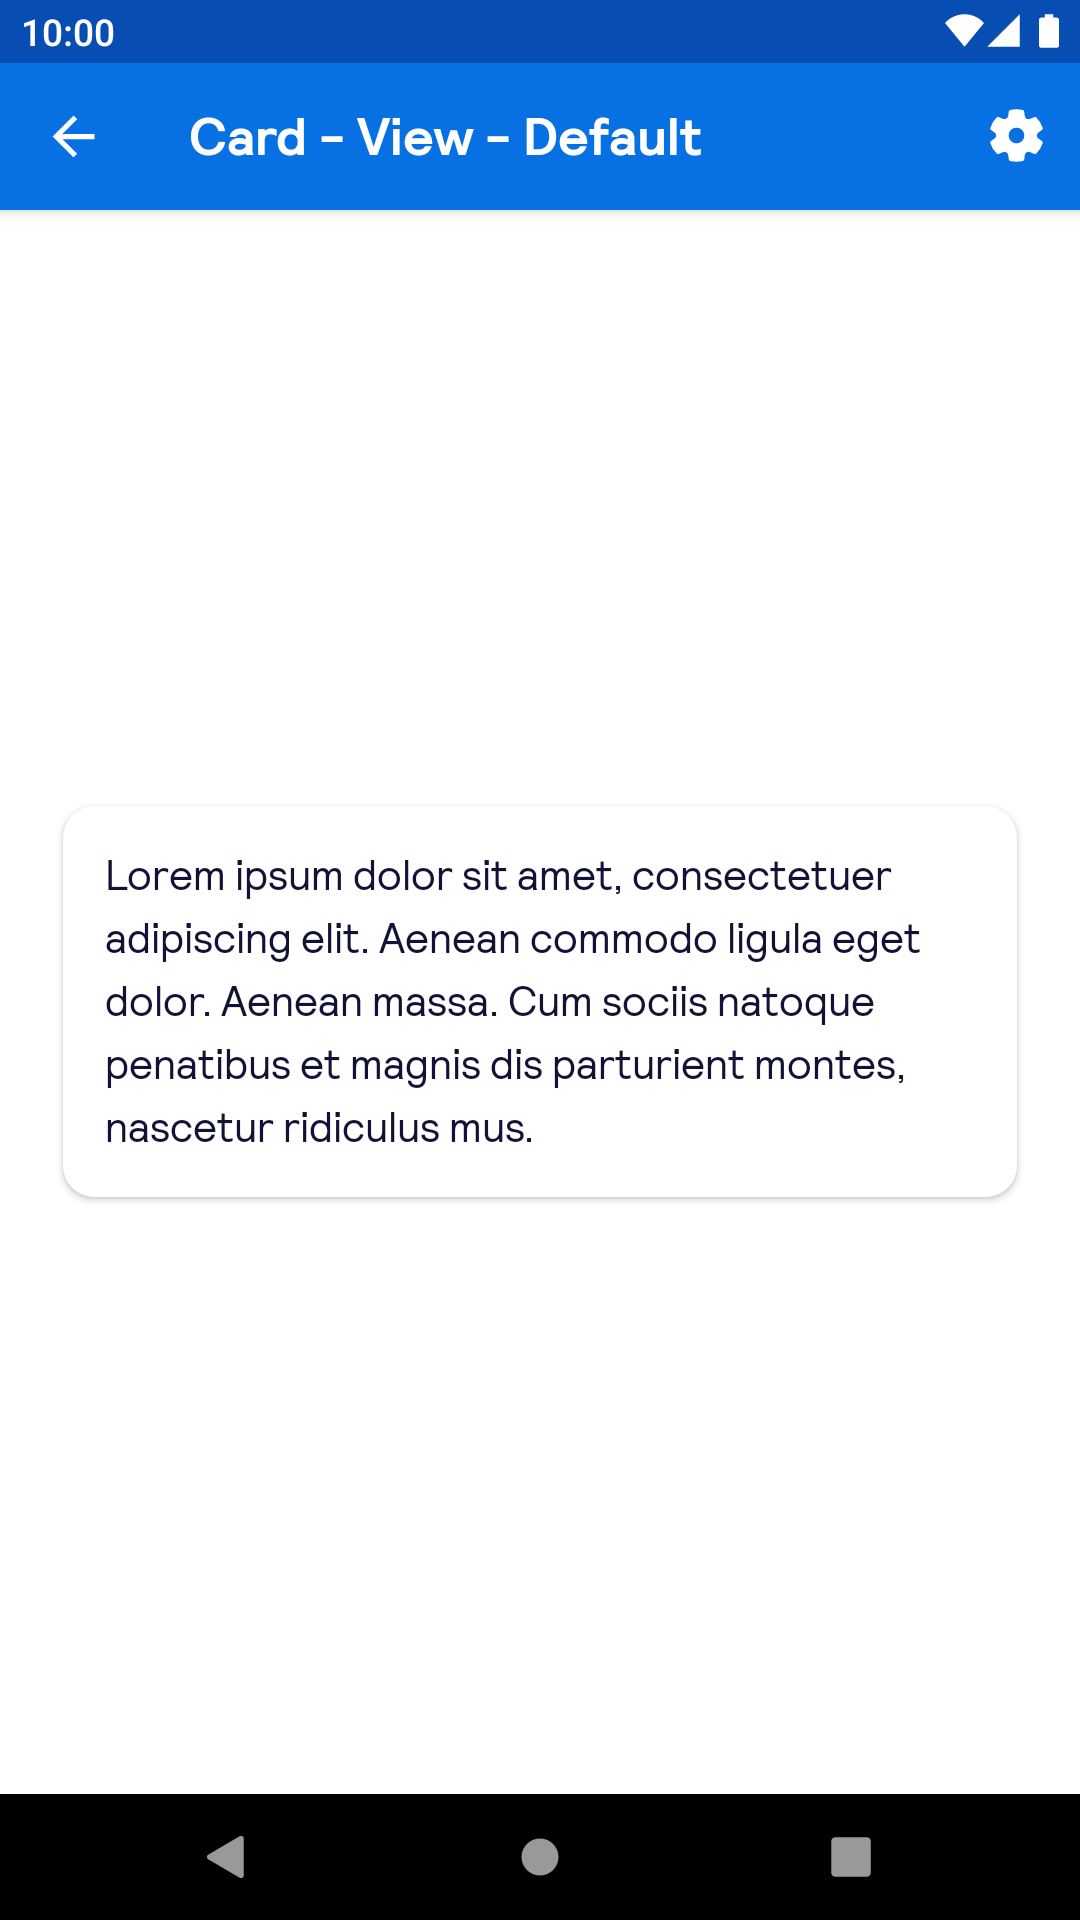 10:00
Card - View - Default
Lorem ipsum dolor sit amet, consectetuer
adipiscing elit. Aenean commodo ligula eget
dolor. Aenean massa. Cum sociis natoque
penatibus et magnis dis parturient montes,
nascetur ridiculus mus.